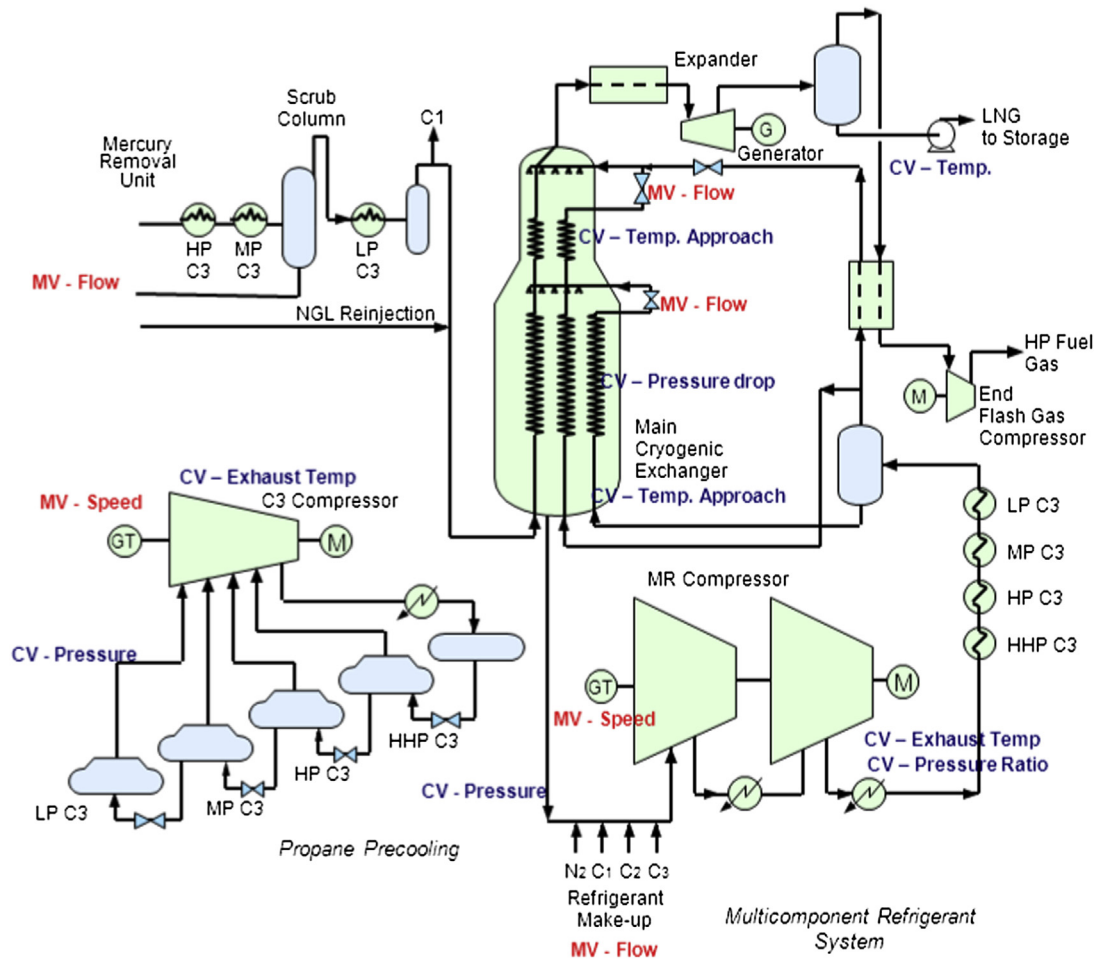 Expander
G
Generator
LNG
to Storage
CV – Temp.
Scrub
Column
C1
Mercury
Removal
Unit
HP
C3
MP
C3
LP
C3
MV - Flow
NGL Reinjection
MV – Flow
CV – Temp. Approach
MV – Flow
CV – Pressure drop
Main
Cryogenic
Exchanger
CV – Temp. Approach
HP Fuel
Gas
M
End
Flash Gas
Compressor
LP C3
MP C3
HP C3
HHP C3
CV – Exhaust Temp
C3 Compressor
MV - Speed
GT
M
CV - Pressure
HHP C3
HP C3
MP C3
LP C3
Propane Precooling
MR Compressor
GT
M
MV - Speed
CV – Exhaust Temp
CV – Pressure Ratio
CV - Pressure
N2 C1 C2 C3
Refrigerant
Make-up
MV - Flow
Multicomponent Refrigerant
System